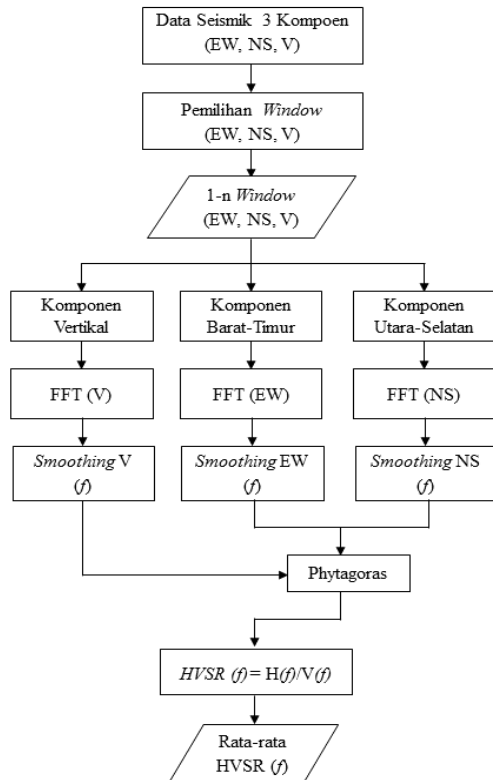 Data Seismik 3 Kompoen
(EW, NS, V)
Pemilihan Window
(EW, NS, V)
1-n Window
(EW, NS, V)
Komponen
Vertikal
Komponen
Barat-Timur
Komponen
Utara-Selatan
FFT (V)
FFT (EW)
FFT (NS)
Smoothing V
(f)
Smoothing EW
(f)
Smoothing NS
(f)
Phytagoras
HVSR (f) = H(f)/V(f)
Rata-rata
HVSR (f)